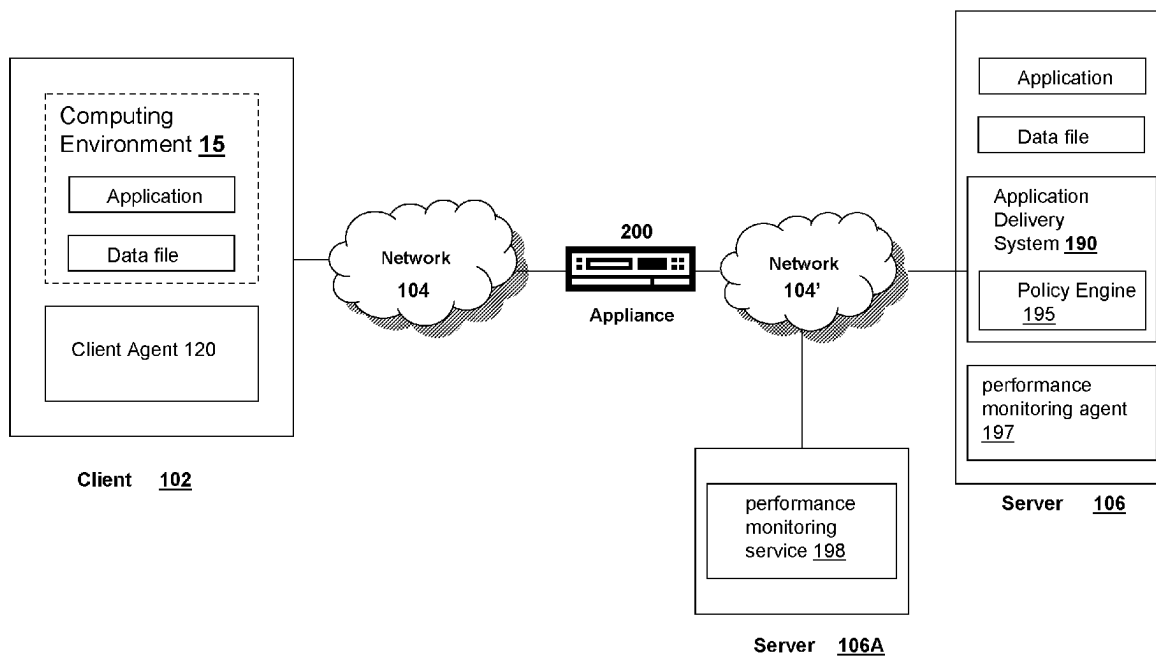 Computing
Environment 15
Application
Data file
Client Agent 120
Client 102
Network
104
200
Appliance
Network
104'
performance
monitoring
service 198
Server 106A
Application
Data file
Application
Delivery
System 190
Policy Engine
195
performance
monitoring agent
197
Server 106